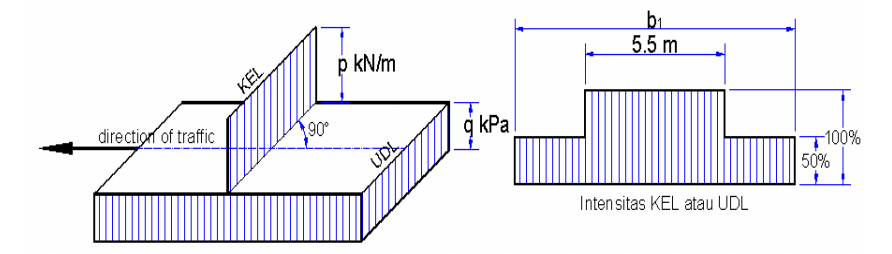 KEL
p kN/m
direction of traffic
90°
q kPa
UDL
b1
5.5 m
100%
50%
Intensitas KEL atau UDL